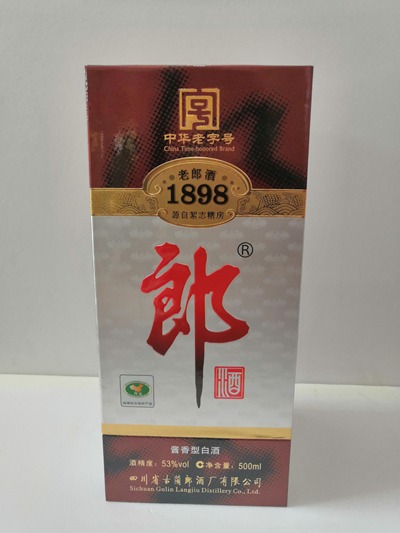 中华老字号
China Time-honored Brand
老郎酒
1898
源自絮志糟房
郎
®
酒
酱香型白酒
酒精度：53%vol 净含量：500ml
四川省古蔺郎酒厂有限公司
Sichuan Gulin Langjiu Distillery Co., Ltd.